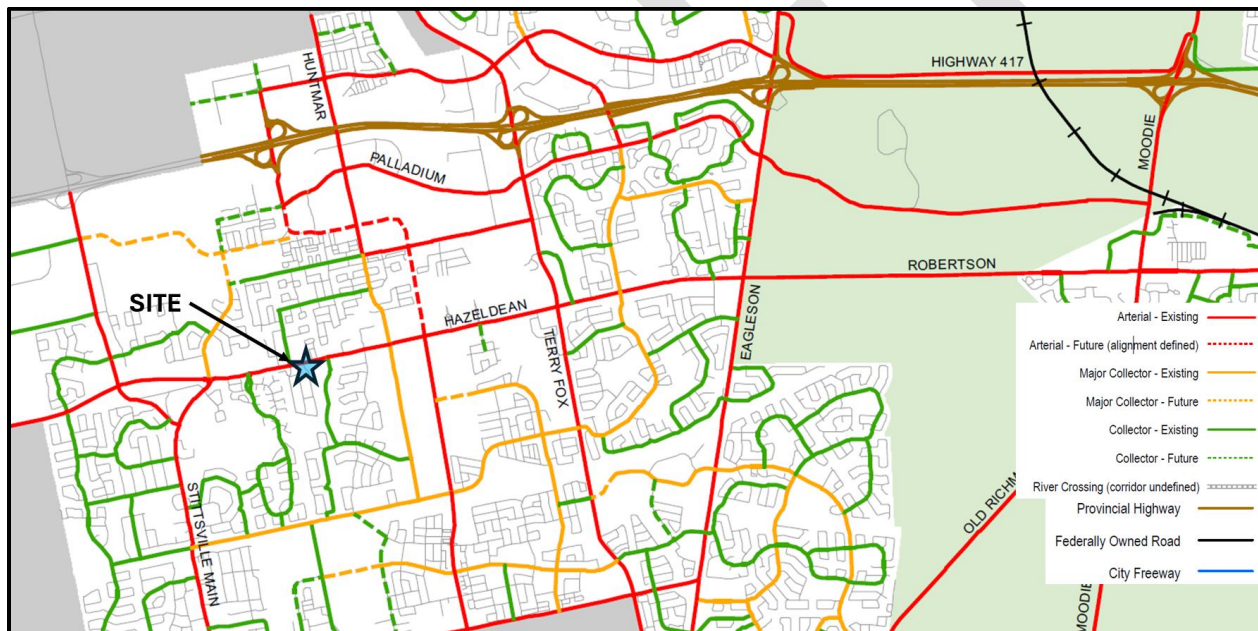 HUNTMAR
HIGHWAY 417
MOODIE
PALLADIUM
ROBERTSON
SITE
HAZELDEAN
EAGLESON
TERRY FOX
STITTSVILLE MAIN
OLD RICHM
MOODIE
Arterial - Existing
Arterial - Future (alignment defined)
Major Collector - Existing
Major Collector - Future
Collector - Existing
Collector - Future
River Crossing (corridor undefined)
Provincial Highway
Federally Owned Road
City Freeway